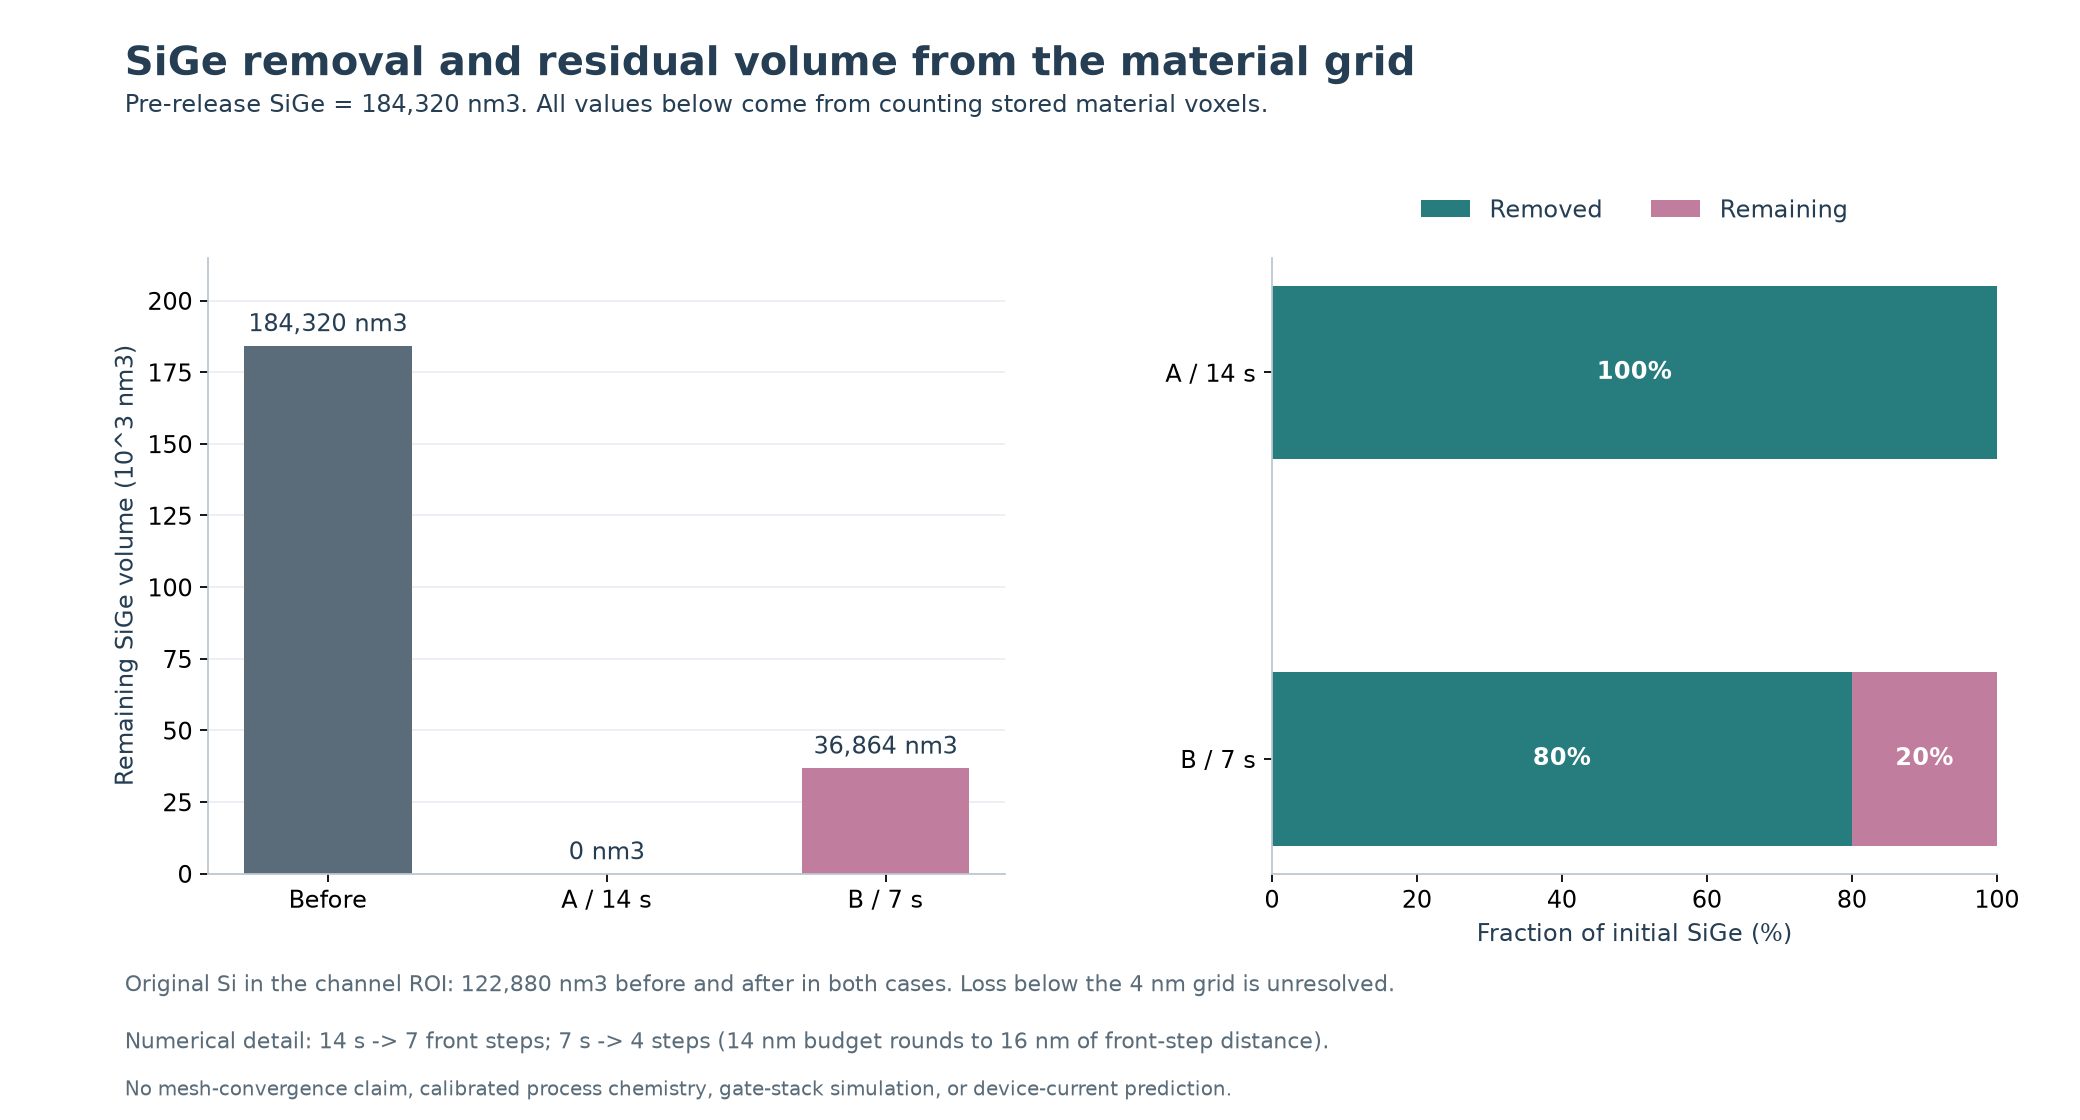 SiGe removal and residual volume from the material grid
Pre-release SiGe = 184,320 nm3. All values below come from counting stored material voxels.
Removed
Remaining
Remaining SiGe volume (10^3 nm3)
200
175
150
125
100
75
50
25
0
184,320 nm3
0 nm3
36,864 nm3
Before
A / 14 s
B / 7 s
A / 14 s
B / 7 s
100%
80%
20%
0
20
40
60
80
100
Fraction of initial SiGe (%)
Original Si in the channel ROI: 122,880 nm3 before and after in both cases. Loss below the 4 nm grid is unresolved.
Numerical detail: 14 s -> 7 front steps; 7 s -> 4 steps (14 nm budget rounds to 16 nm of front-step distance).
No mesh-convergence claim, calibrated process chemistry, gate-stack simulation, or device-current prediction.